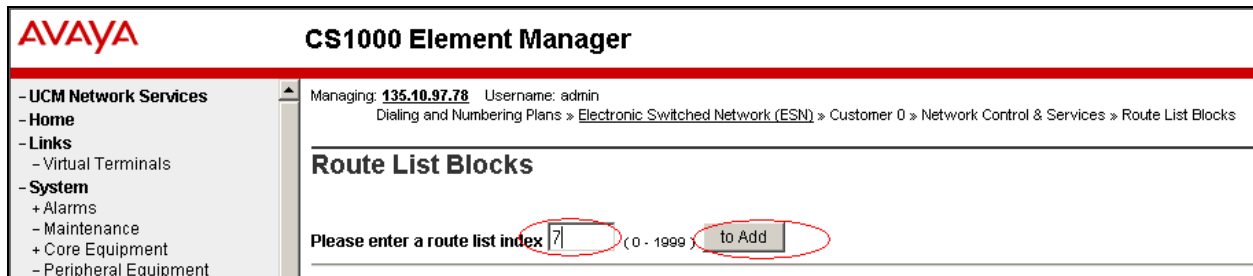 AVAYA
CS1000 Element Manager
- UCM Network Services
- Home
- Links
- Virtual Terminals
- System
+ Alarms
- Maintenance
+ Core Equipment
- Peripheral Equipment
Managing: 135.10.97.78 Username: admin
Dialing and Numbering Plans » Electronic Switched Network (ESN) » Customer 0 » Network Control & Services » Route List Blocks
Route List Blocks
Please enter a route list index 7 ( 0 - 1999 ) to Add